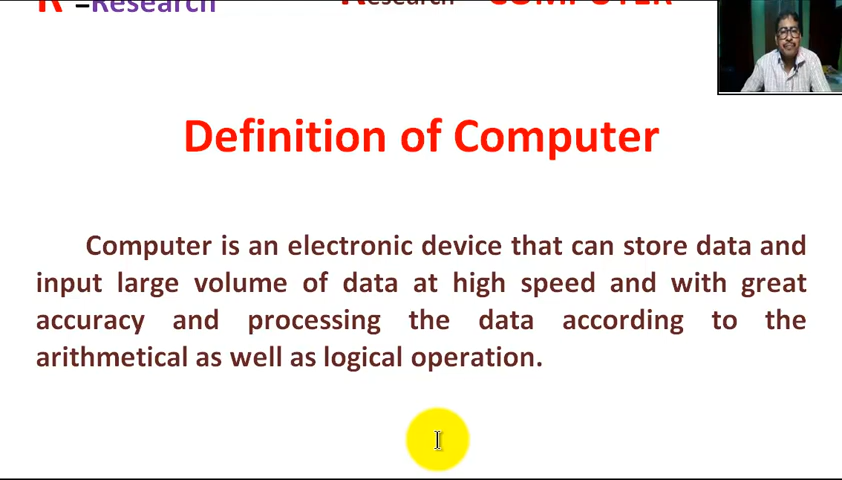 R =Research Research COMPUTER
Definition of Computer
Computer is an electronic device that can store data and
input large volume of data at high speed and with great
accuracy and processing the data according to the
arithmetical as well as logical operation.